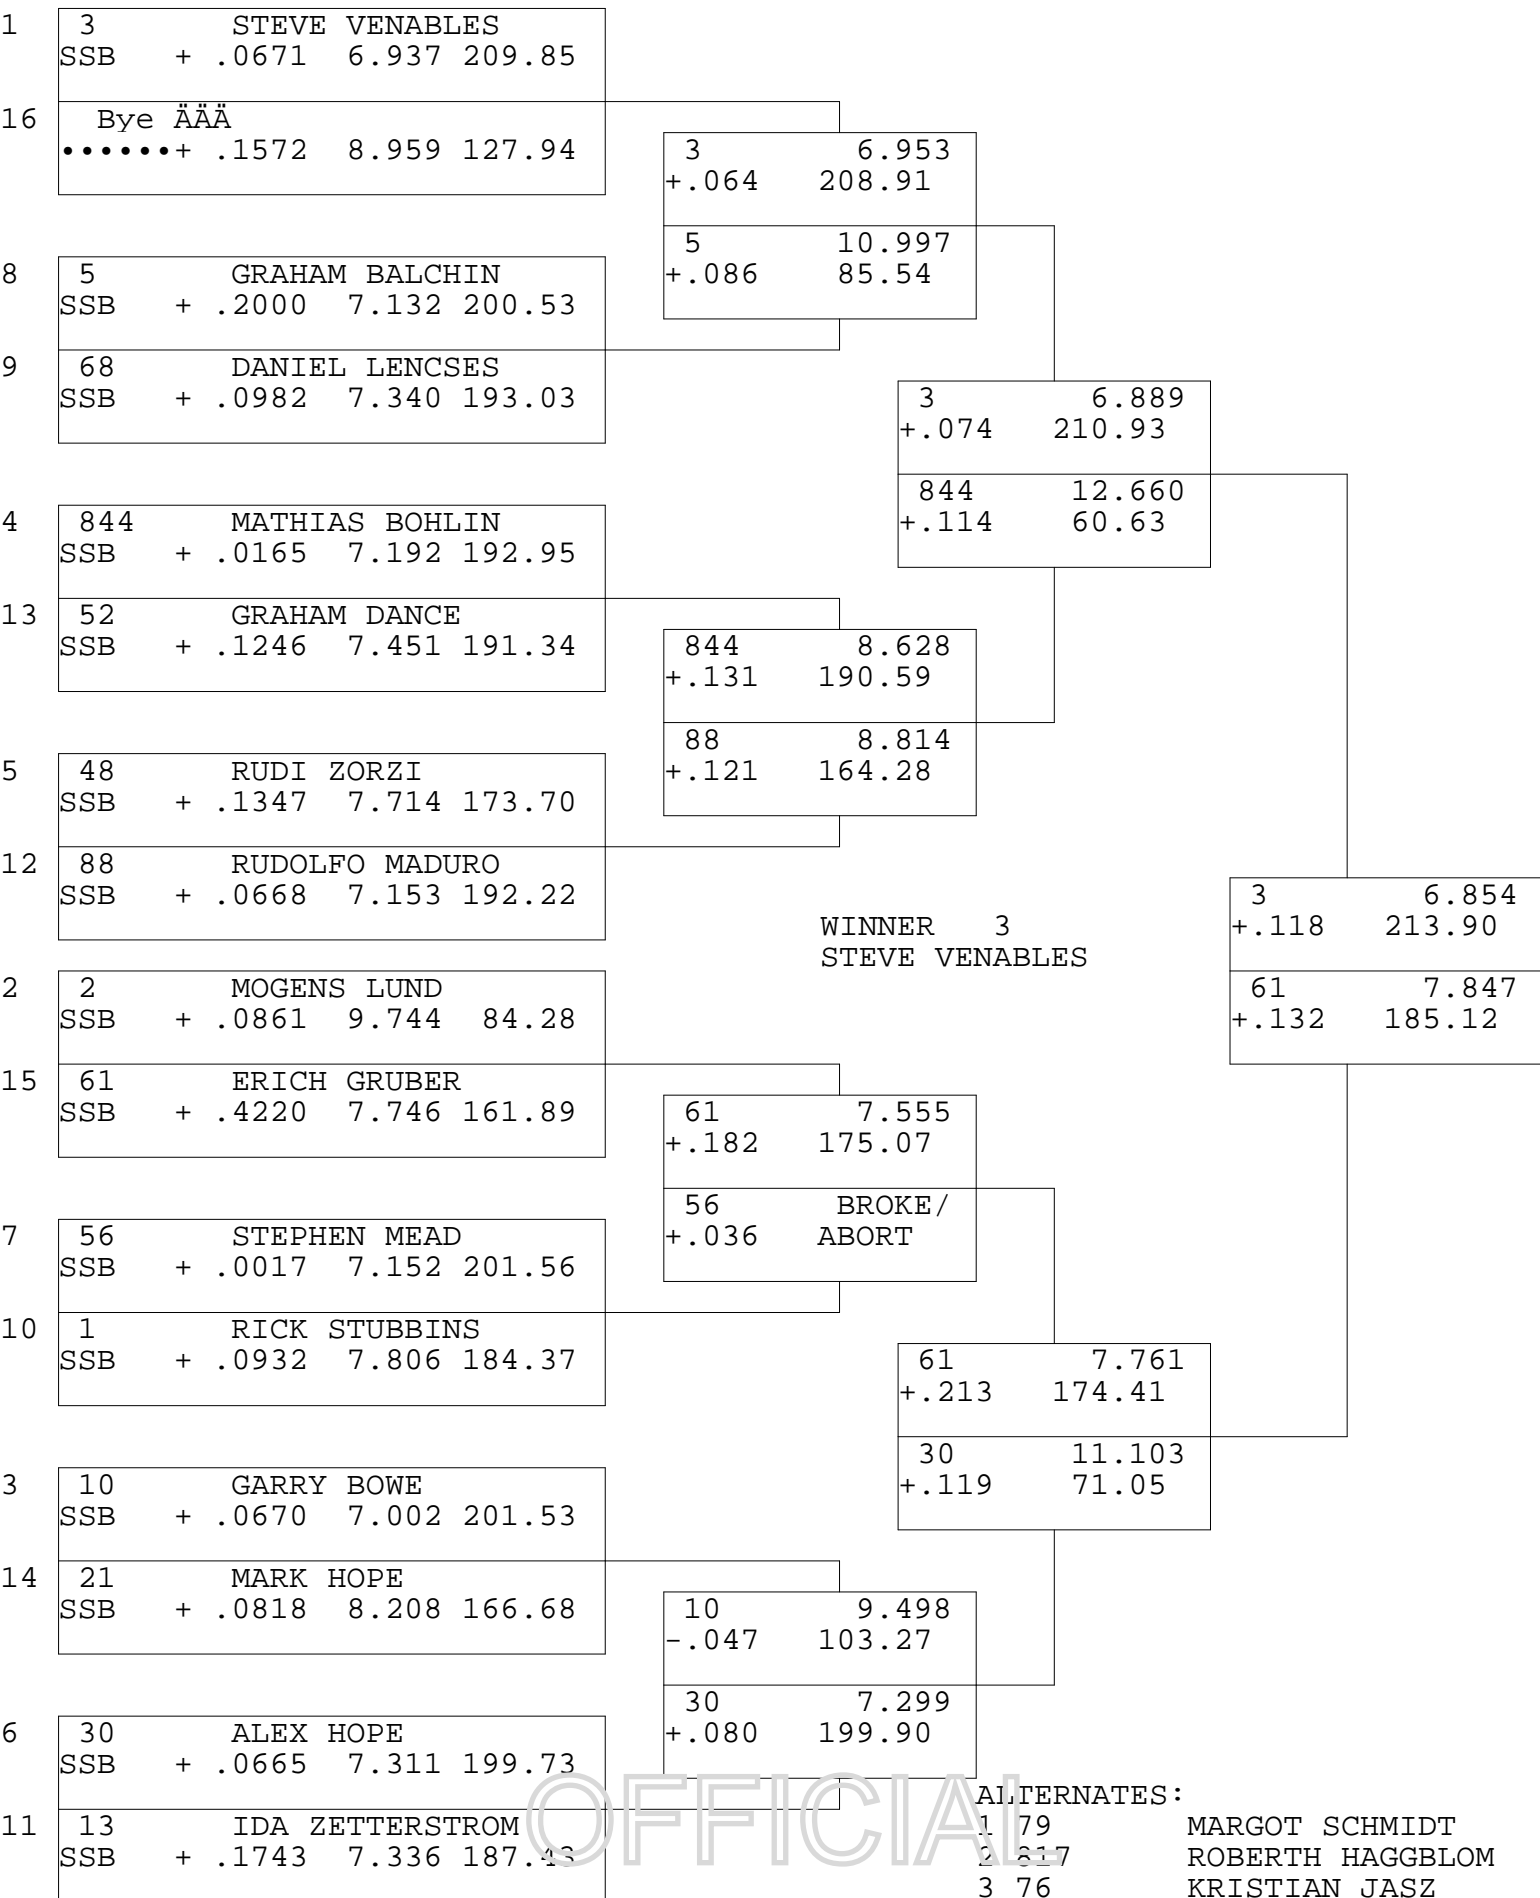 1 3 STEVE VENABLES
SSB + .0671 6.937 209.85
16 Bye ÄÄÄ
••••••+ .1572 8.959 127.94
3 6.953
+.064 208.91
5 10.997
+.086 85.54
8 5 GRAHAM BALCHIN
SSB + .2000 7.132 200.53
9 68 DANIEL LENCSES
SSB + .0982 7.340 193.03
3 6.889
+.074 210.93
844 12.660
+.114 60.63
4 844 MATHIAS BOHLIN
SSB + .0165 7.192 192.95
13 52 GRAHAM DANCE
SSB + .1246 7.451 191.34
844 8.628
+.131 190.59
88 8.814
+.121 164.28
5 48 RUDI ZORZI
SSB + .1347 7.714 173.70
12 88 RUDOLFO MADURO
SSB + .0668 7.153 192.22
WINNER 3
STEVE VENABLES
3 6.854
+.118 213.90
61 7.847
+.132 185.12
2 2 MOGENS LUND
SSB + .0861 9.744 84.28
15 61 ERICH GRUBER
SSB + .4220 7.746 161.89
61 7.555
+.182 175.07
56 BROKE/
+.036 ABORT
7 56 STEPHEN MEAD
SSB + .0017 7.152 201.56
10 1 RICK STUBBINS
SSB + .0932 7.806 184.37
61 7.761
+.213 174.41
30 11.103
+.119 71.05
3 10 GARRY BOWE
SSB + .0670 7.002 201.53
14 21 MARK HOPE
SSB + .0818 8.208 166.68
10 9.498
-.047 103.27
30 7.299
+.080 199.90
6 30 ALEX HOPE
SSB + .0665 7.311 199.73
11 13 IDA ZETTERSTROM
SSB + .1743 7.336 187.43
OFFICIAL
ALTERNATES:
1 79 MARGOT SCHMIDT
2 817 ROBERTH HAGGBLOM
3 76 KRISTIAN JASZ